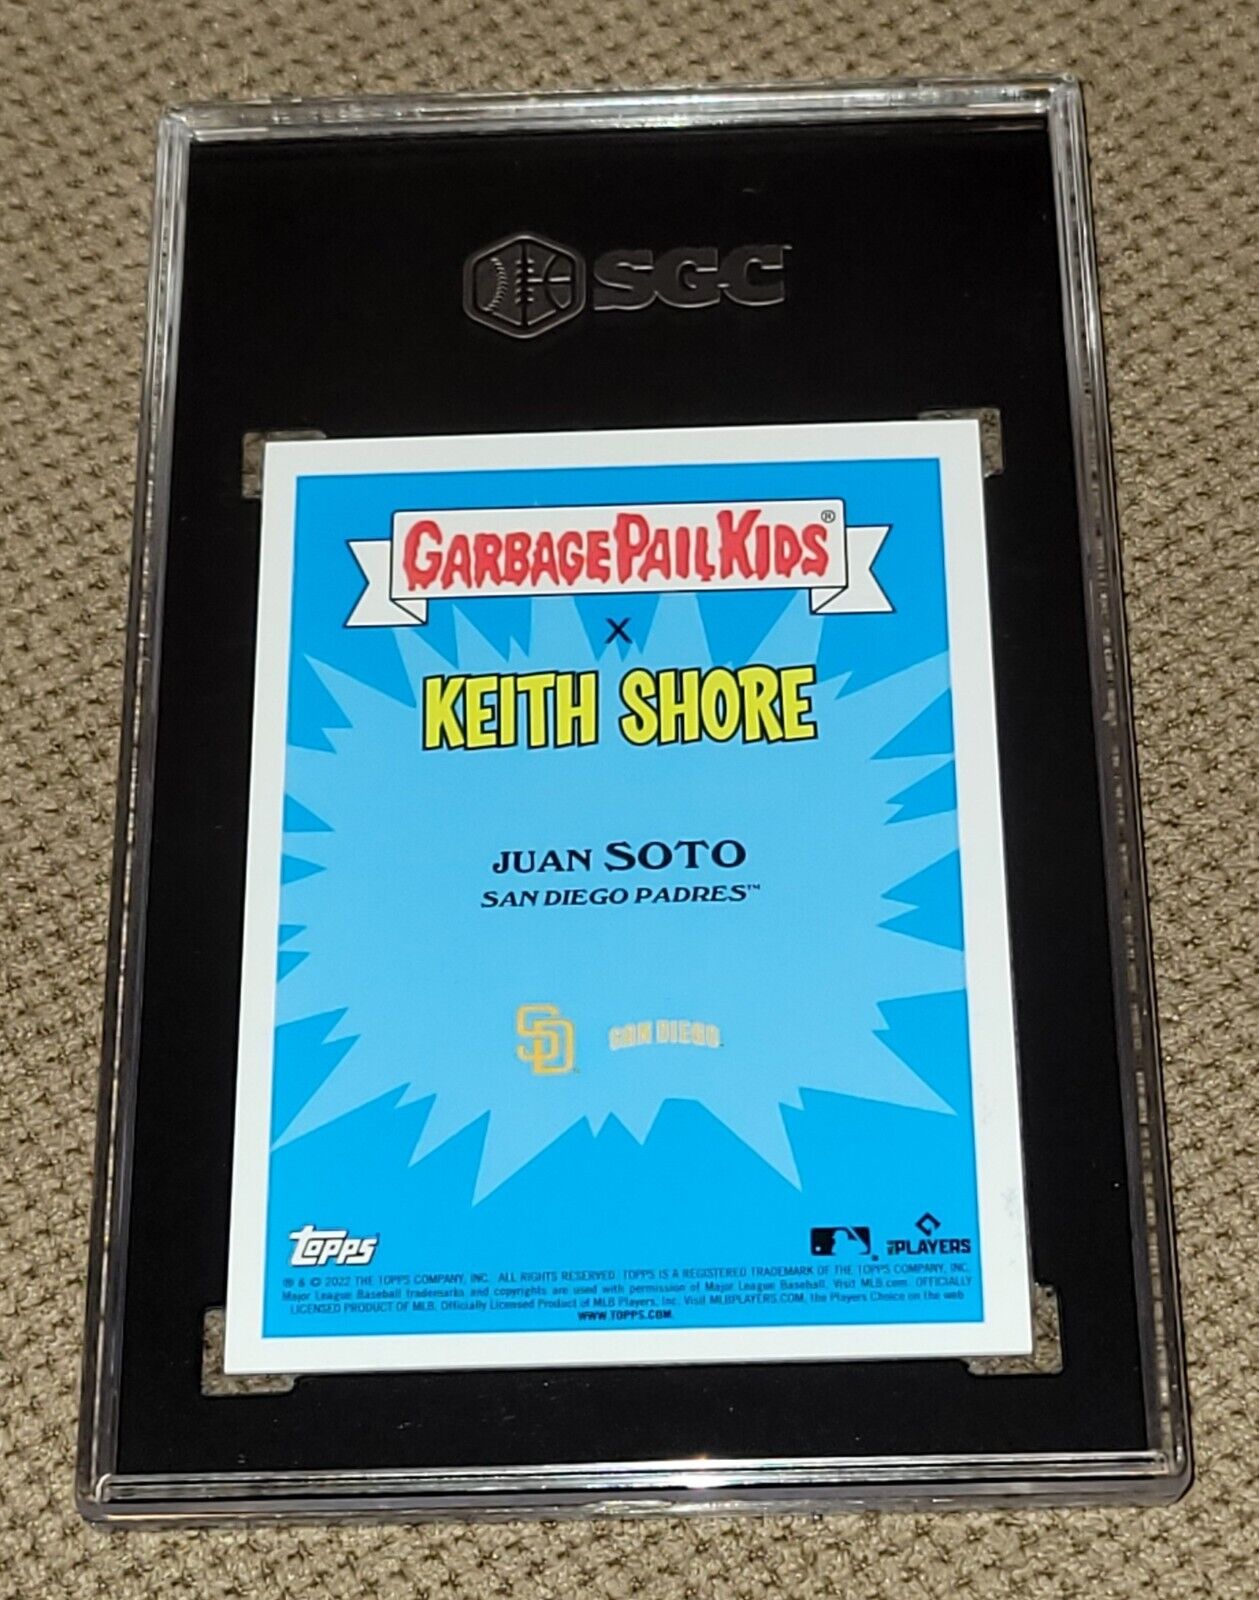 SGC™
GARBAGE PAIL KIDS®
X
KEITH SHORE
JUAN SOTO
SAN DIEGO PADRES™
SD SAN DIEGO
topps
PLAYERS
® & © 2022 THE TOPPS COMPANY, INC. ALL RIGHTS RESERVED. TOPPS IS A REGISTERED TRADEMARK OF THE TOPPS COMPANY, INC.
Major League Baseball trademarks and copyrights are used with permission of Major League Baseball. Visit MLB.com. OFFICIALLY
LICENSED PRODUCT OF MLB. Officially Licensed Product of MLB Players, Inc. Visit MLBPLAYERS.COM, the Players Choice on the web
WWW.TOPPS.COM